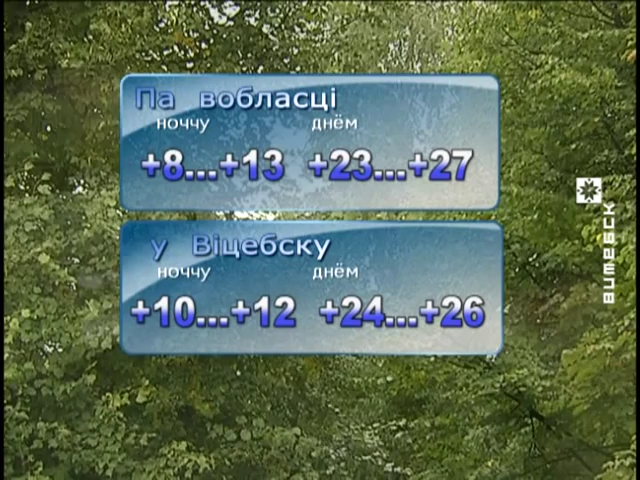 Па вобласці
ноччу днём
+8...+13 +23...+27
у Віцебску
ноччу днём
+10...+12 +24...+26
витебск